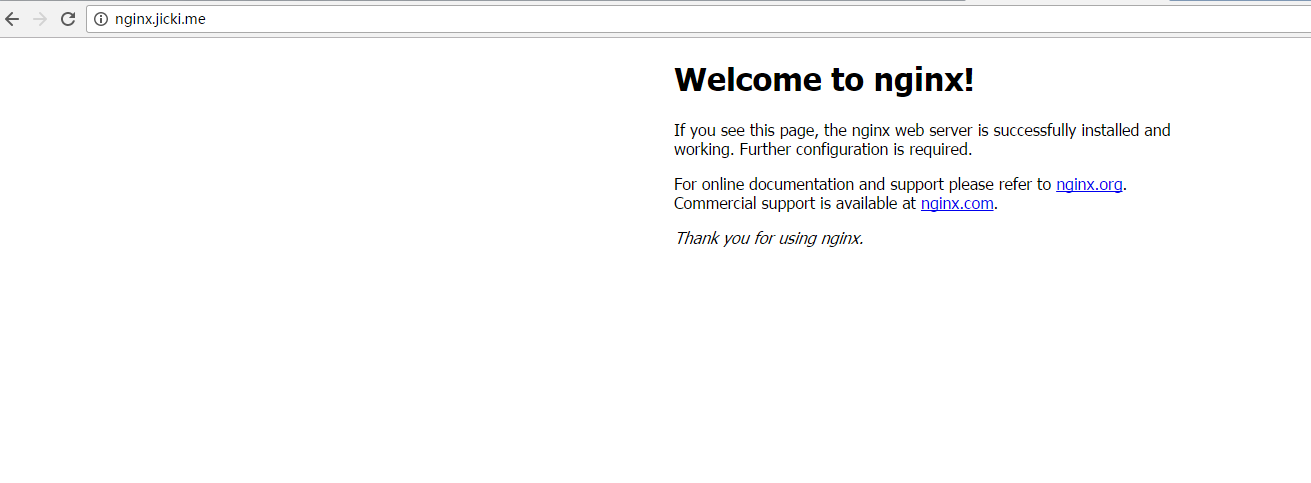 nginx.jicki.me
Welcome to nginx!
If you see this page, the nginx web server is successfully installed and
working. Further configuration is required.
For online documentation and support please refer to nginx.org.
Commercial support is available at nginx.com.
Thank you for using nginx.